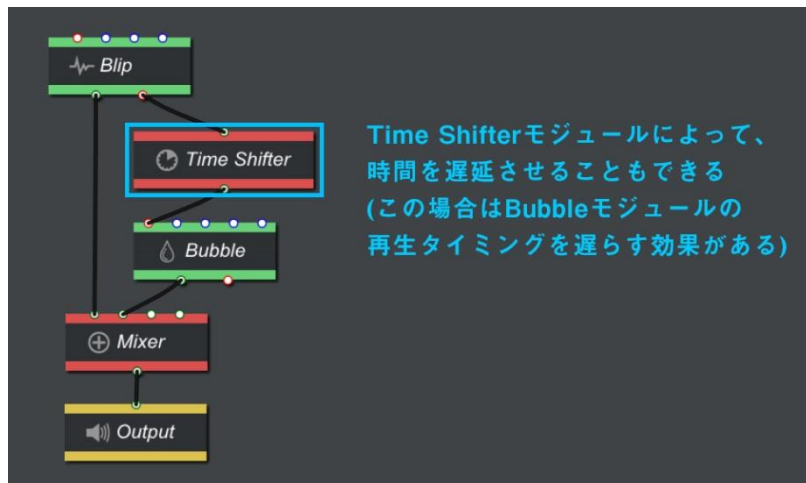 Blip
Time Shifter
Time Shifterモジュールによって、
時間を遅延させることもできる
(この場合はBubbleモジュールの
再生タイミングを遅らす効果がある)
Bubble
Mixer
Output